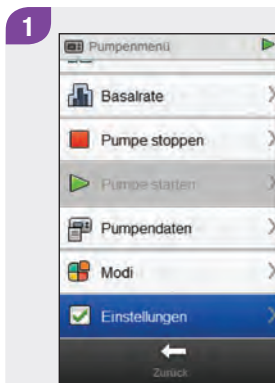 1
Pumpenmenü
Basalrate
Pumpe stoppen
Pumpe starten
Pumpendaten
Modi
Einstellungen
Zurück